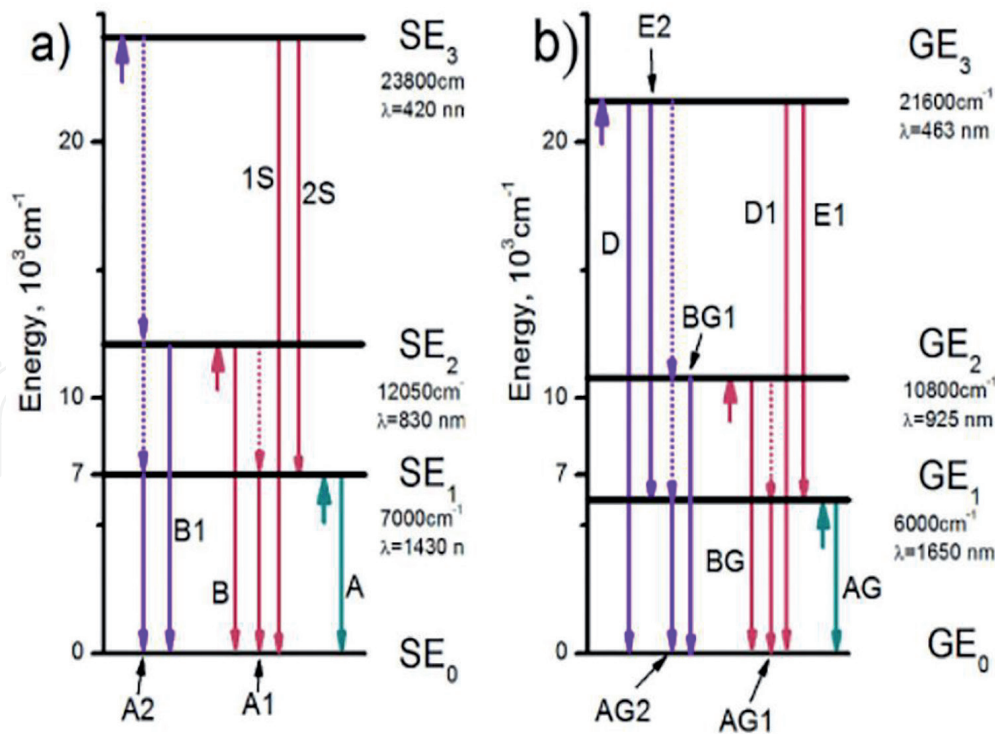 a)
Energy, 10³cm⁻¹
20
10
7
0
SE₃
23800cm
λ=420 nn
SE₂
12050cm⁻
λ=830 nm
SE₁
7000cm⁻¹
λ=1430 n
SE₀
1S
2S
B1
B
A
A2
A1
b)
Energy, 10³cm⁻¹
20
10
7
0
E2
GE₃
21600cm⁻¹
λ=463 nm
GE₂
10800cm⁻¹
λ=925 nm
GE₁
6000cm⁻¹
λ=1650 nm
GE₀
D
D1
E1
BG1
BG
AG
AG2
AG1